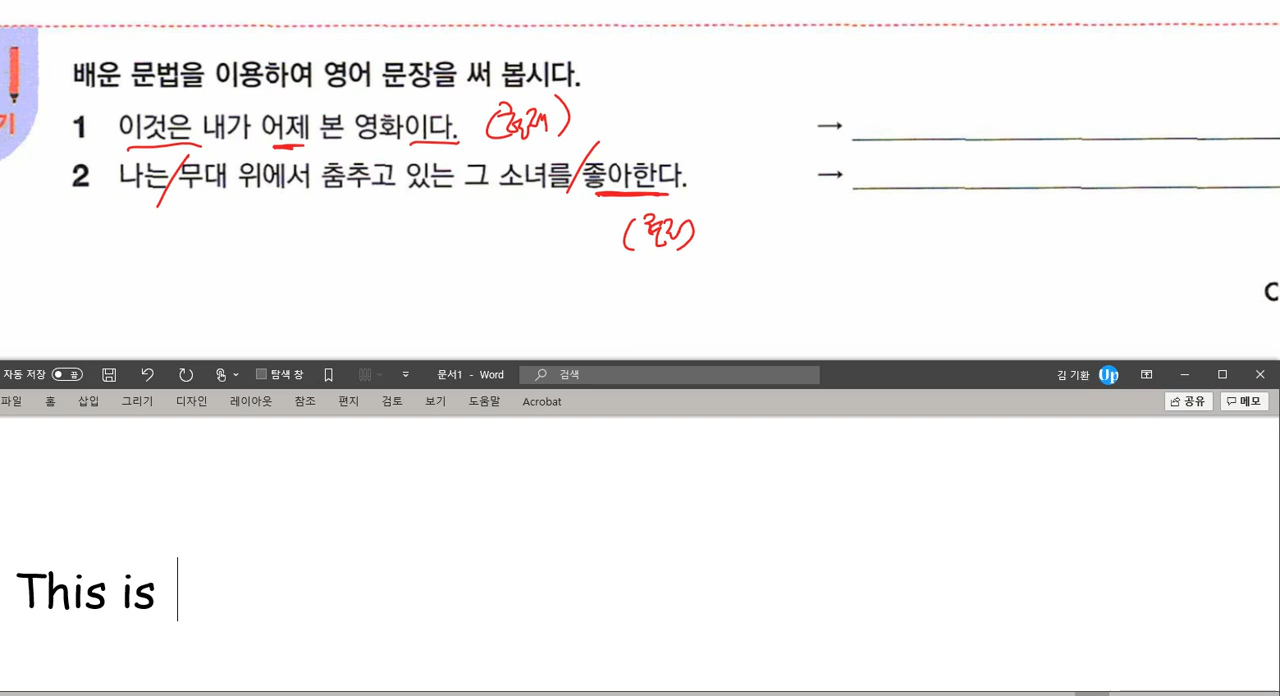 배운 문법을 이용하여 영어 문장을 써 봅시다.
기
1 이것은 내가 어제 본 영화이다. (현재) →
2 나는 무대 위에서 춤추고 있는 그 소녀를 좋아한다. →
C
자동 저장 끔 탐색 창 문서1 - Word 검색 김 기환 Up
파일 홈 삽입 그리기 디자인 레이아웃 참조 편지 검토 보기 도움말 Acrobat 공유 메모
This is